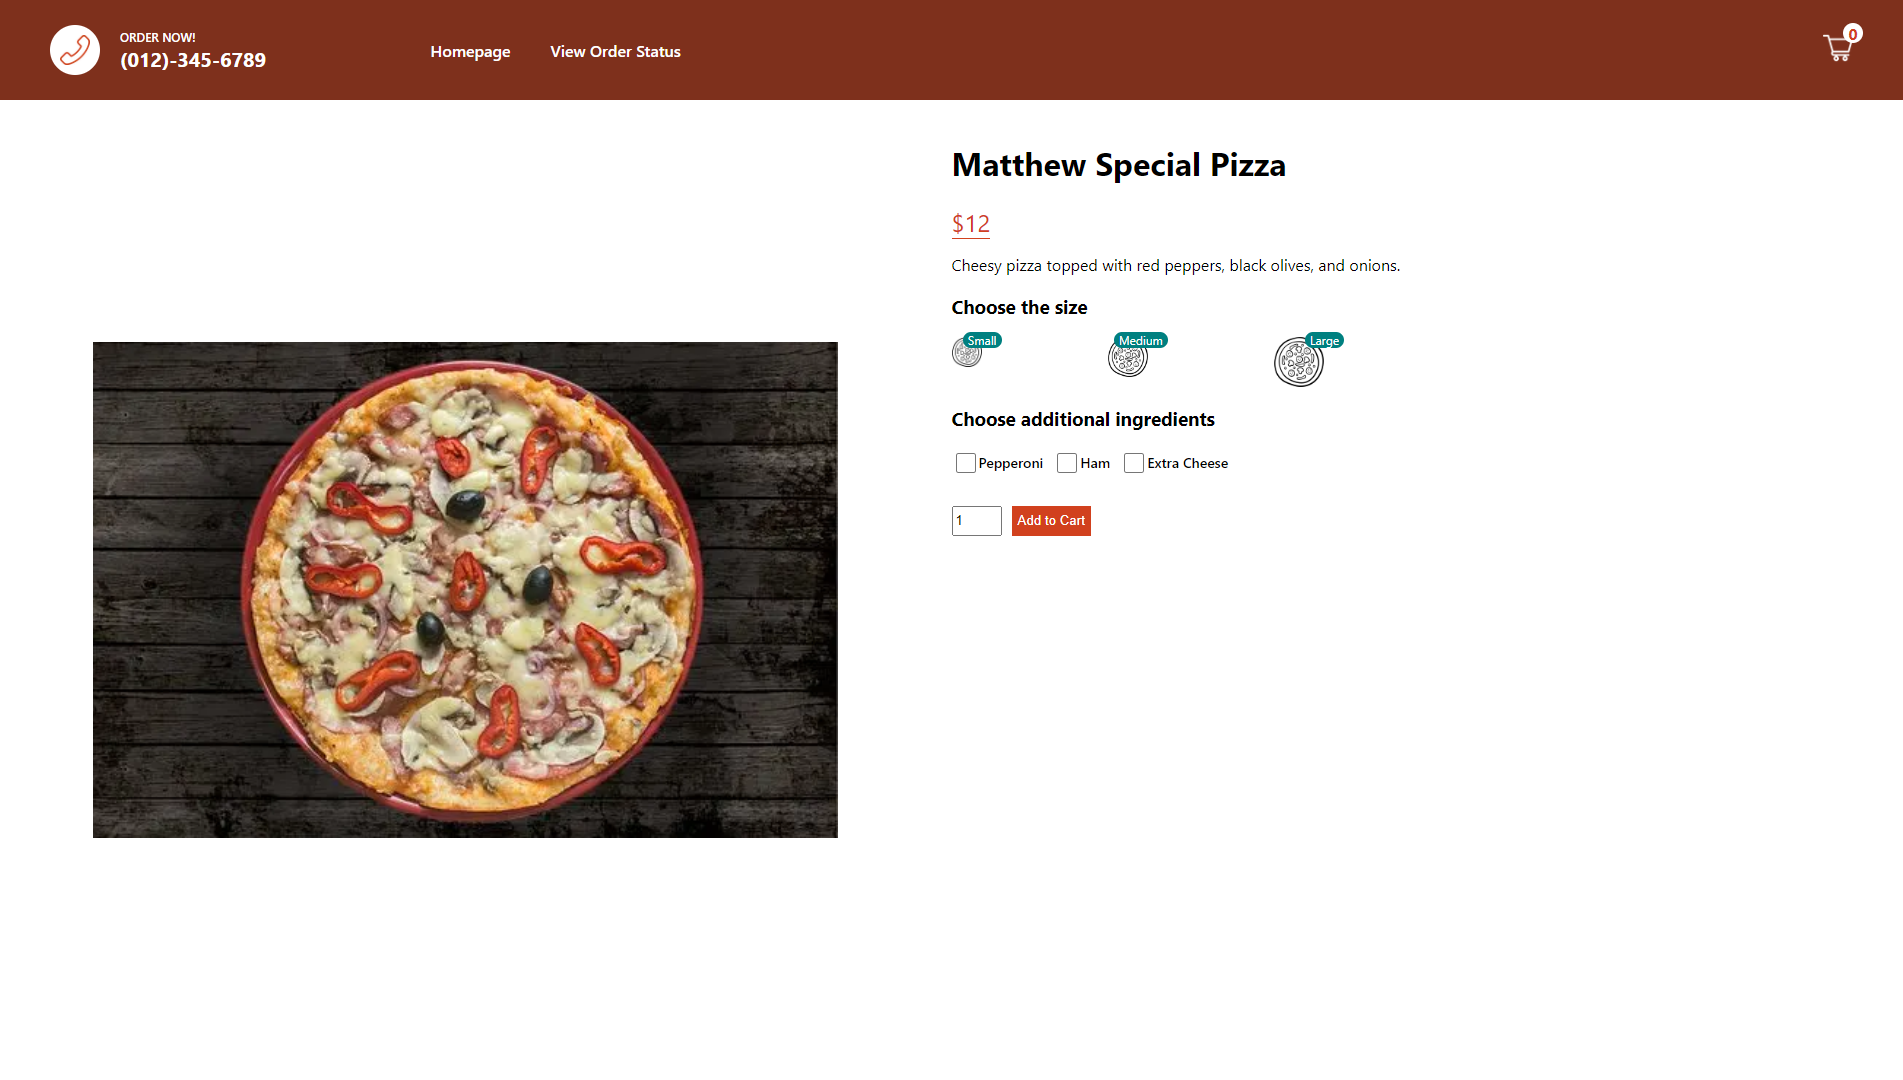 ORDER NOW!
(012)-345-6789
Homepage
View Order Status
0
Matthew Special Pizza
$12
Cheesy pizza topped with red peppers, black olives, and onions.
Choose the size
Small
Medium
Large
Choose additional ingredients
Pepperoni
Ham
Extra Cheese
1
Add to Cart